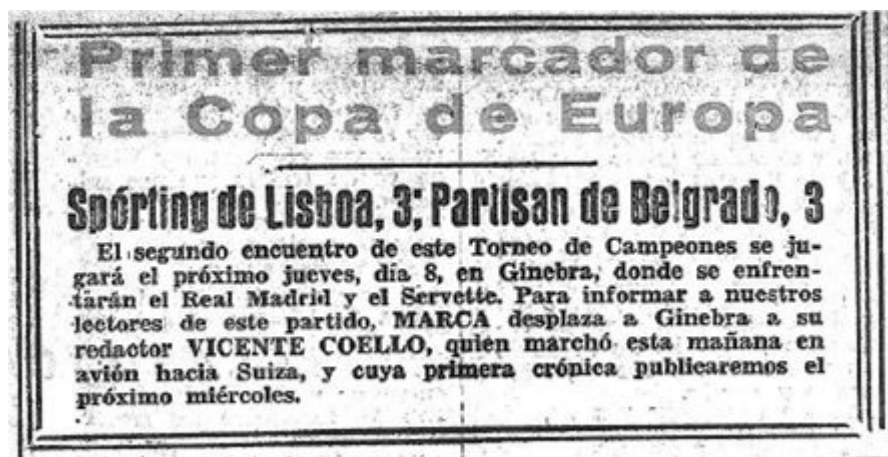 Primer marcador de
la Copa de Europa
Spórting de Lisboa, 3; Partisan de Belgrado, 3
El segundo encuentro de este Torneo de Campeones se ju-
gará el próximo jueves, día 8, en Ginebra, donde se enfren-
tarán el Real Madrid y el Servette. Para informar a nuestros
lectores de este partido, MARCA desplaza a Ginebra a su
redactor VICENTE COELLO, quien marchó esta mañana en
avión hacia Suiza, y cuya primera crónica publicaremos el
próximo miércoles.